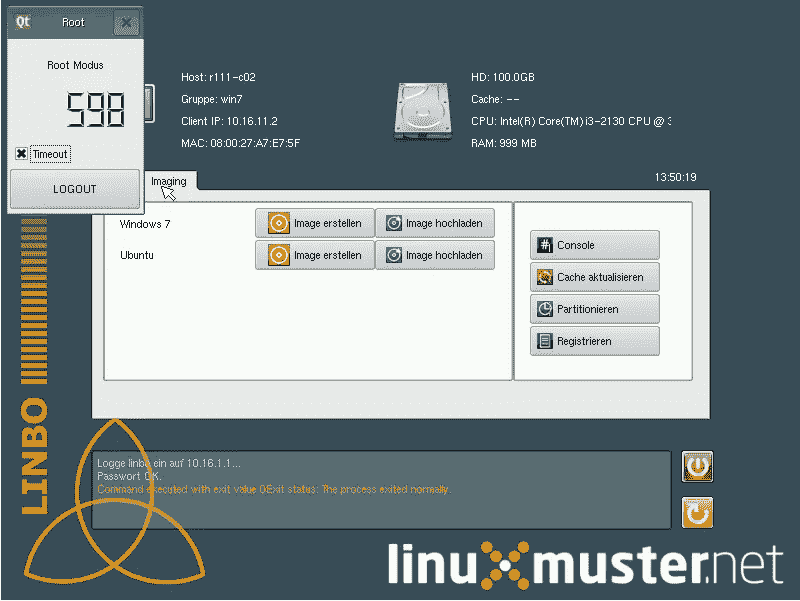 Qt Root
Root Modus
598
Timeout
LOGOUT
Host: r111-c02
Gruppe: win7
Client IP: 10.16.11.2
MAC: 08:00:27:A7:E7:5F
HD: 100.0GB
Cache: --
CPU: Intel(R) Core(TM) i3-2130 CPU @
RAM: 999 MB
Imaging
13:50:19
Windows 7
Image erstellen
Image hochladen
Ubuntu
Image erstellen
Image hochladen
Console
Cache aktualisieren
Partitionieren
Registrieren
LINBO
Logge linbo ein auf 10.16.1.1...
Passwort OK.
Command executed with exit value 0Exit status: The process exited normally.
linuxmuster.net